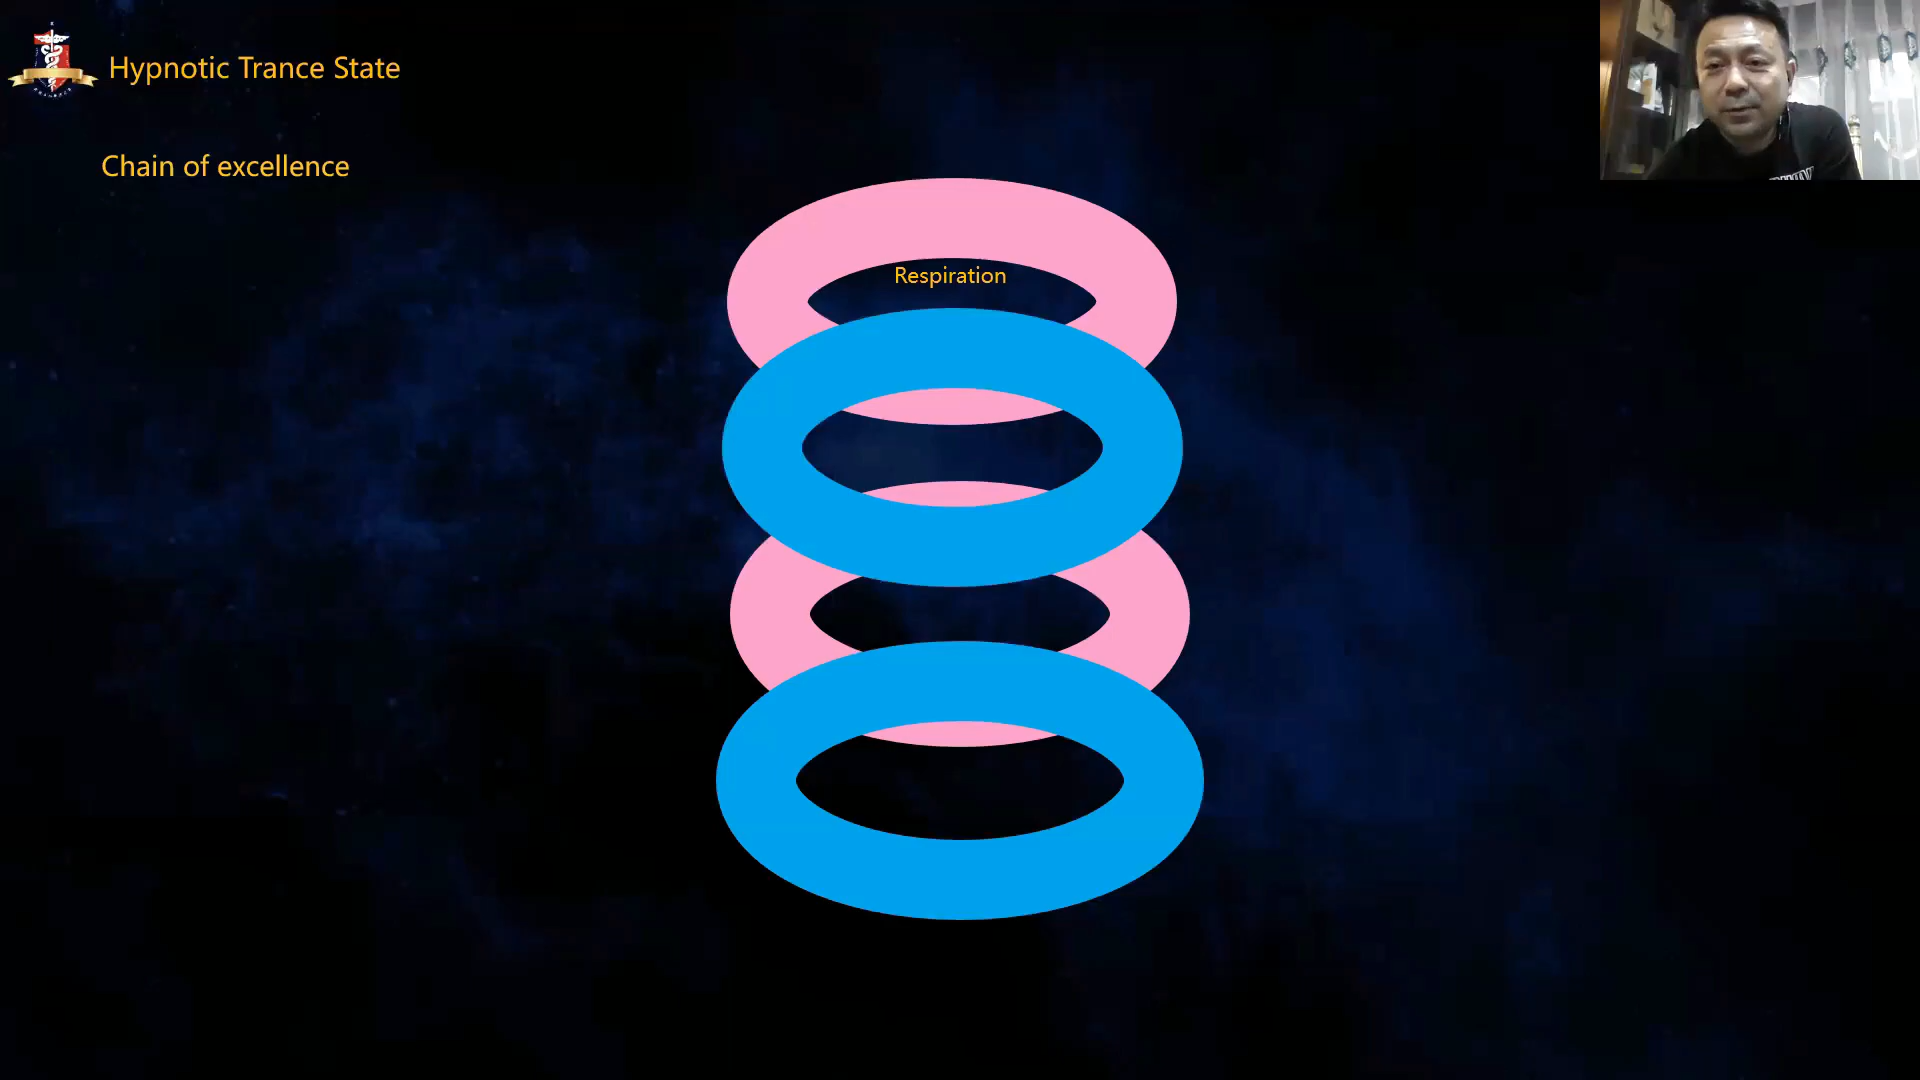 Hypnotic Trance State
Chain of excellence
Respiration